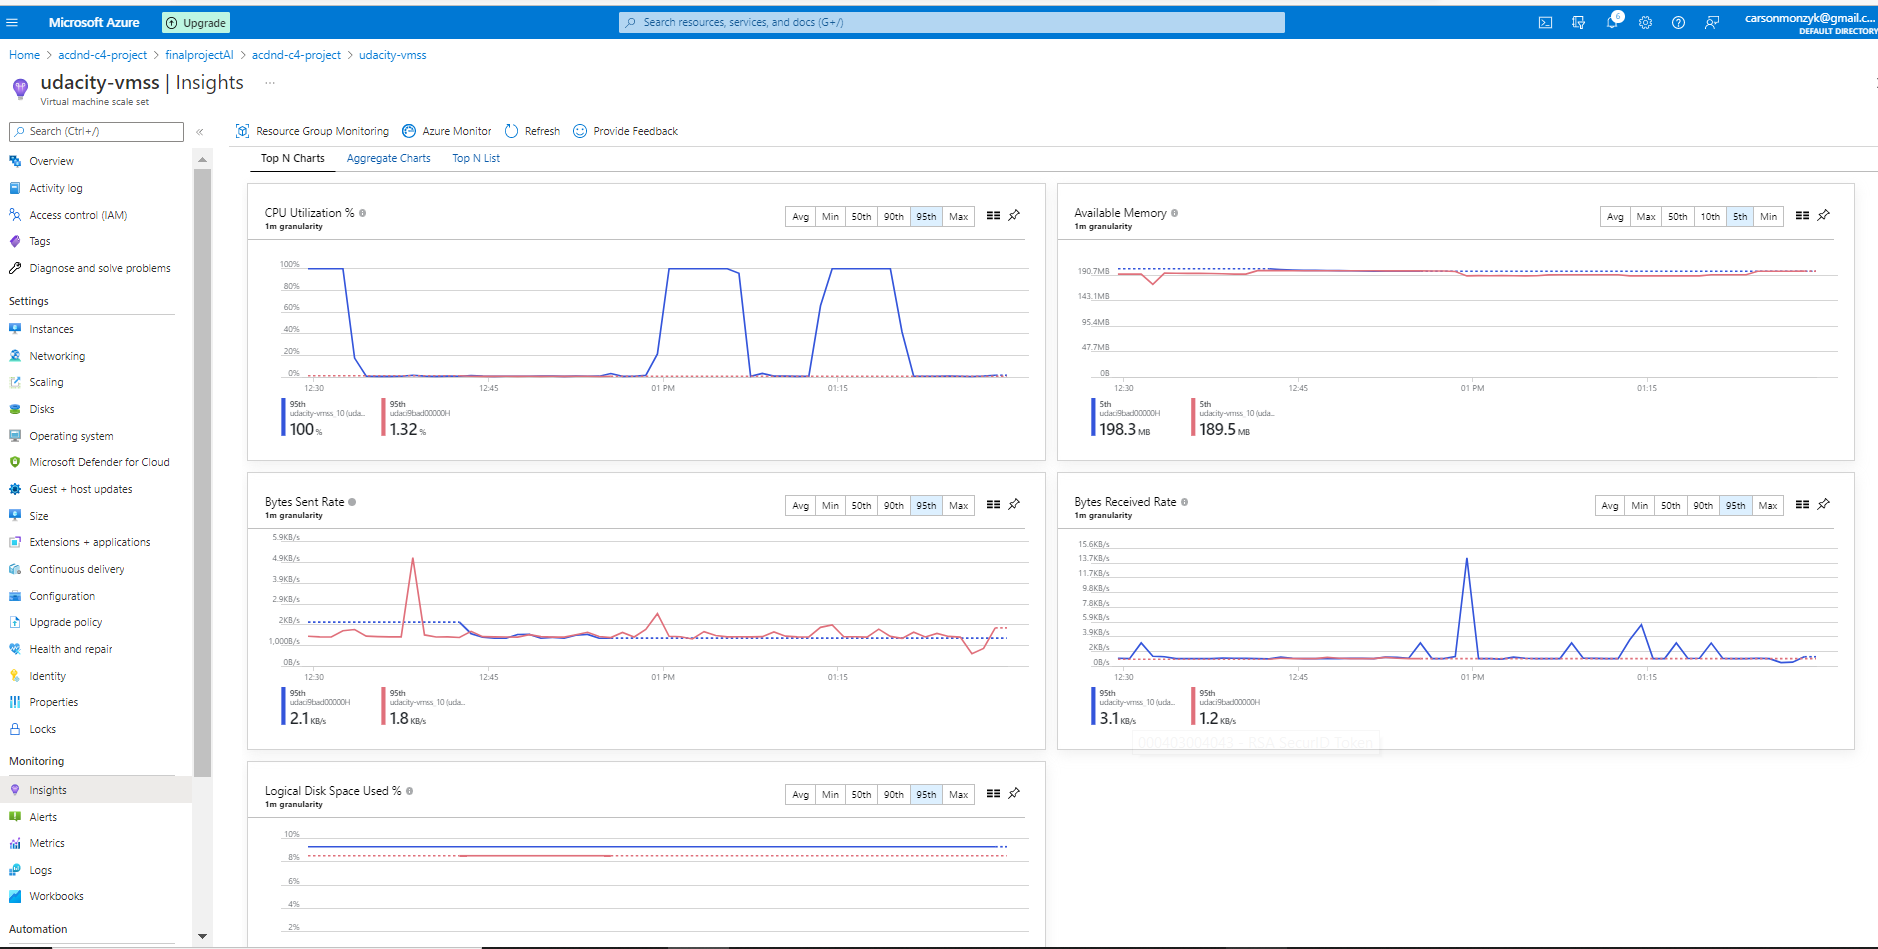 Microsoft Azure
Upgrade
Search resources, services, and docs (G+/)
6
carsonmonzyk@gmail.c...
DEFAULT DIRECTORY
Home > acdnd-c4-project > finalprojectAI > acdnd-c4-project > udacity-vmss
udacity-vmss | Insights ...
Virtual machine scale set
Search (Ctrl+/) «
Overview
Activity log
Access control (IAM)
Tags
Diagnose and solve problems
Settings
Instances
Networking
Scaling
Disks
Operating system
Microsoft Defender for Cloud
Guest + host updates
Size
Extensions + applications
Continuous delivery
Configuration
Upgrade policy
Health and repair
Identity
Properties
Locks
Monitoring
Insights
Alerts
Metrics
Logs
Workbooks
Automation
Resource Group Monitoring Azure Monitor Refresh Provide Feedback
Top N Charts Aggregate Charts Top N List
CPU Utilization %
1m granularity
Avg Min 50th 90th 95th Max
100%
80%
60%
40%
20%
0%
12:30 12:45 01 PM 01:15
95th
udacity-vmss_10 (uda...
100 %
95th
udaci9bad00000H
1.32 %
Available Memory
1m granularity
Avg Max 50th 10th 5th Min
190.7MB
143.1MB
95.4MB
47.7MB
0B
12:30 12:45 01 PM 01:15
5th
udaci9bad00000H
198.3 MB
5th
udacity-vmss_10 (uda...
189.5 MB
Bytes Sent Rate
1m granularity
Avg Min 50th 90th 95th Max
5.9KB/s
4.9KB/s
3.9KB/s
2.9KB/s
2KB/s
1,000B/s
0B/s
12:30 12:45 01 PM 01:15
95th
udaci9bad00000H
2.1 KB/s
95th
udacity-vmss_10 (uda...
1.8 KB/s
Bytes Received Rate
1m granularity
Avg Min 50th 90th 95th Max
15.6KB/s
13.7KB/s
11.7KB/s
9.8KB/s
7.8KB/s
5.9KB/s
3.9KB/s
2KB/s
0B/s
12:30 12:45 01 PM 01:15
95th
udacity-vmss_10 (uda...
3.1 KB/s
95th
udaci9bad00000H
1.2 KB/s
000403004043 - RSA SecurID Token
Logical Disk Space Used %
1m granularity
Avg Min 50th 90th 95th Max
10%
8%
6%
4%
2%